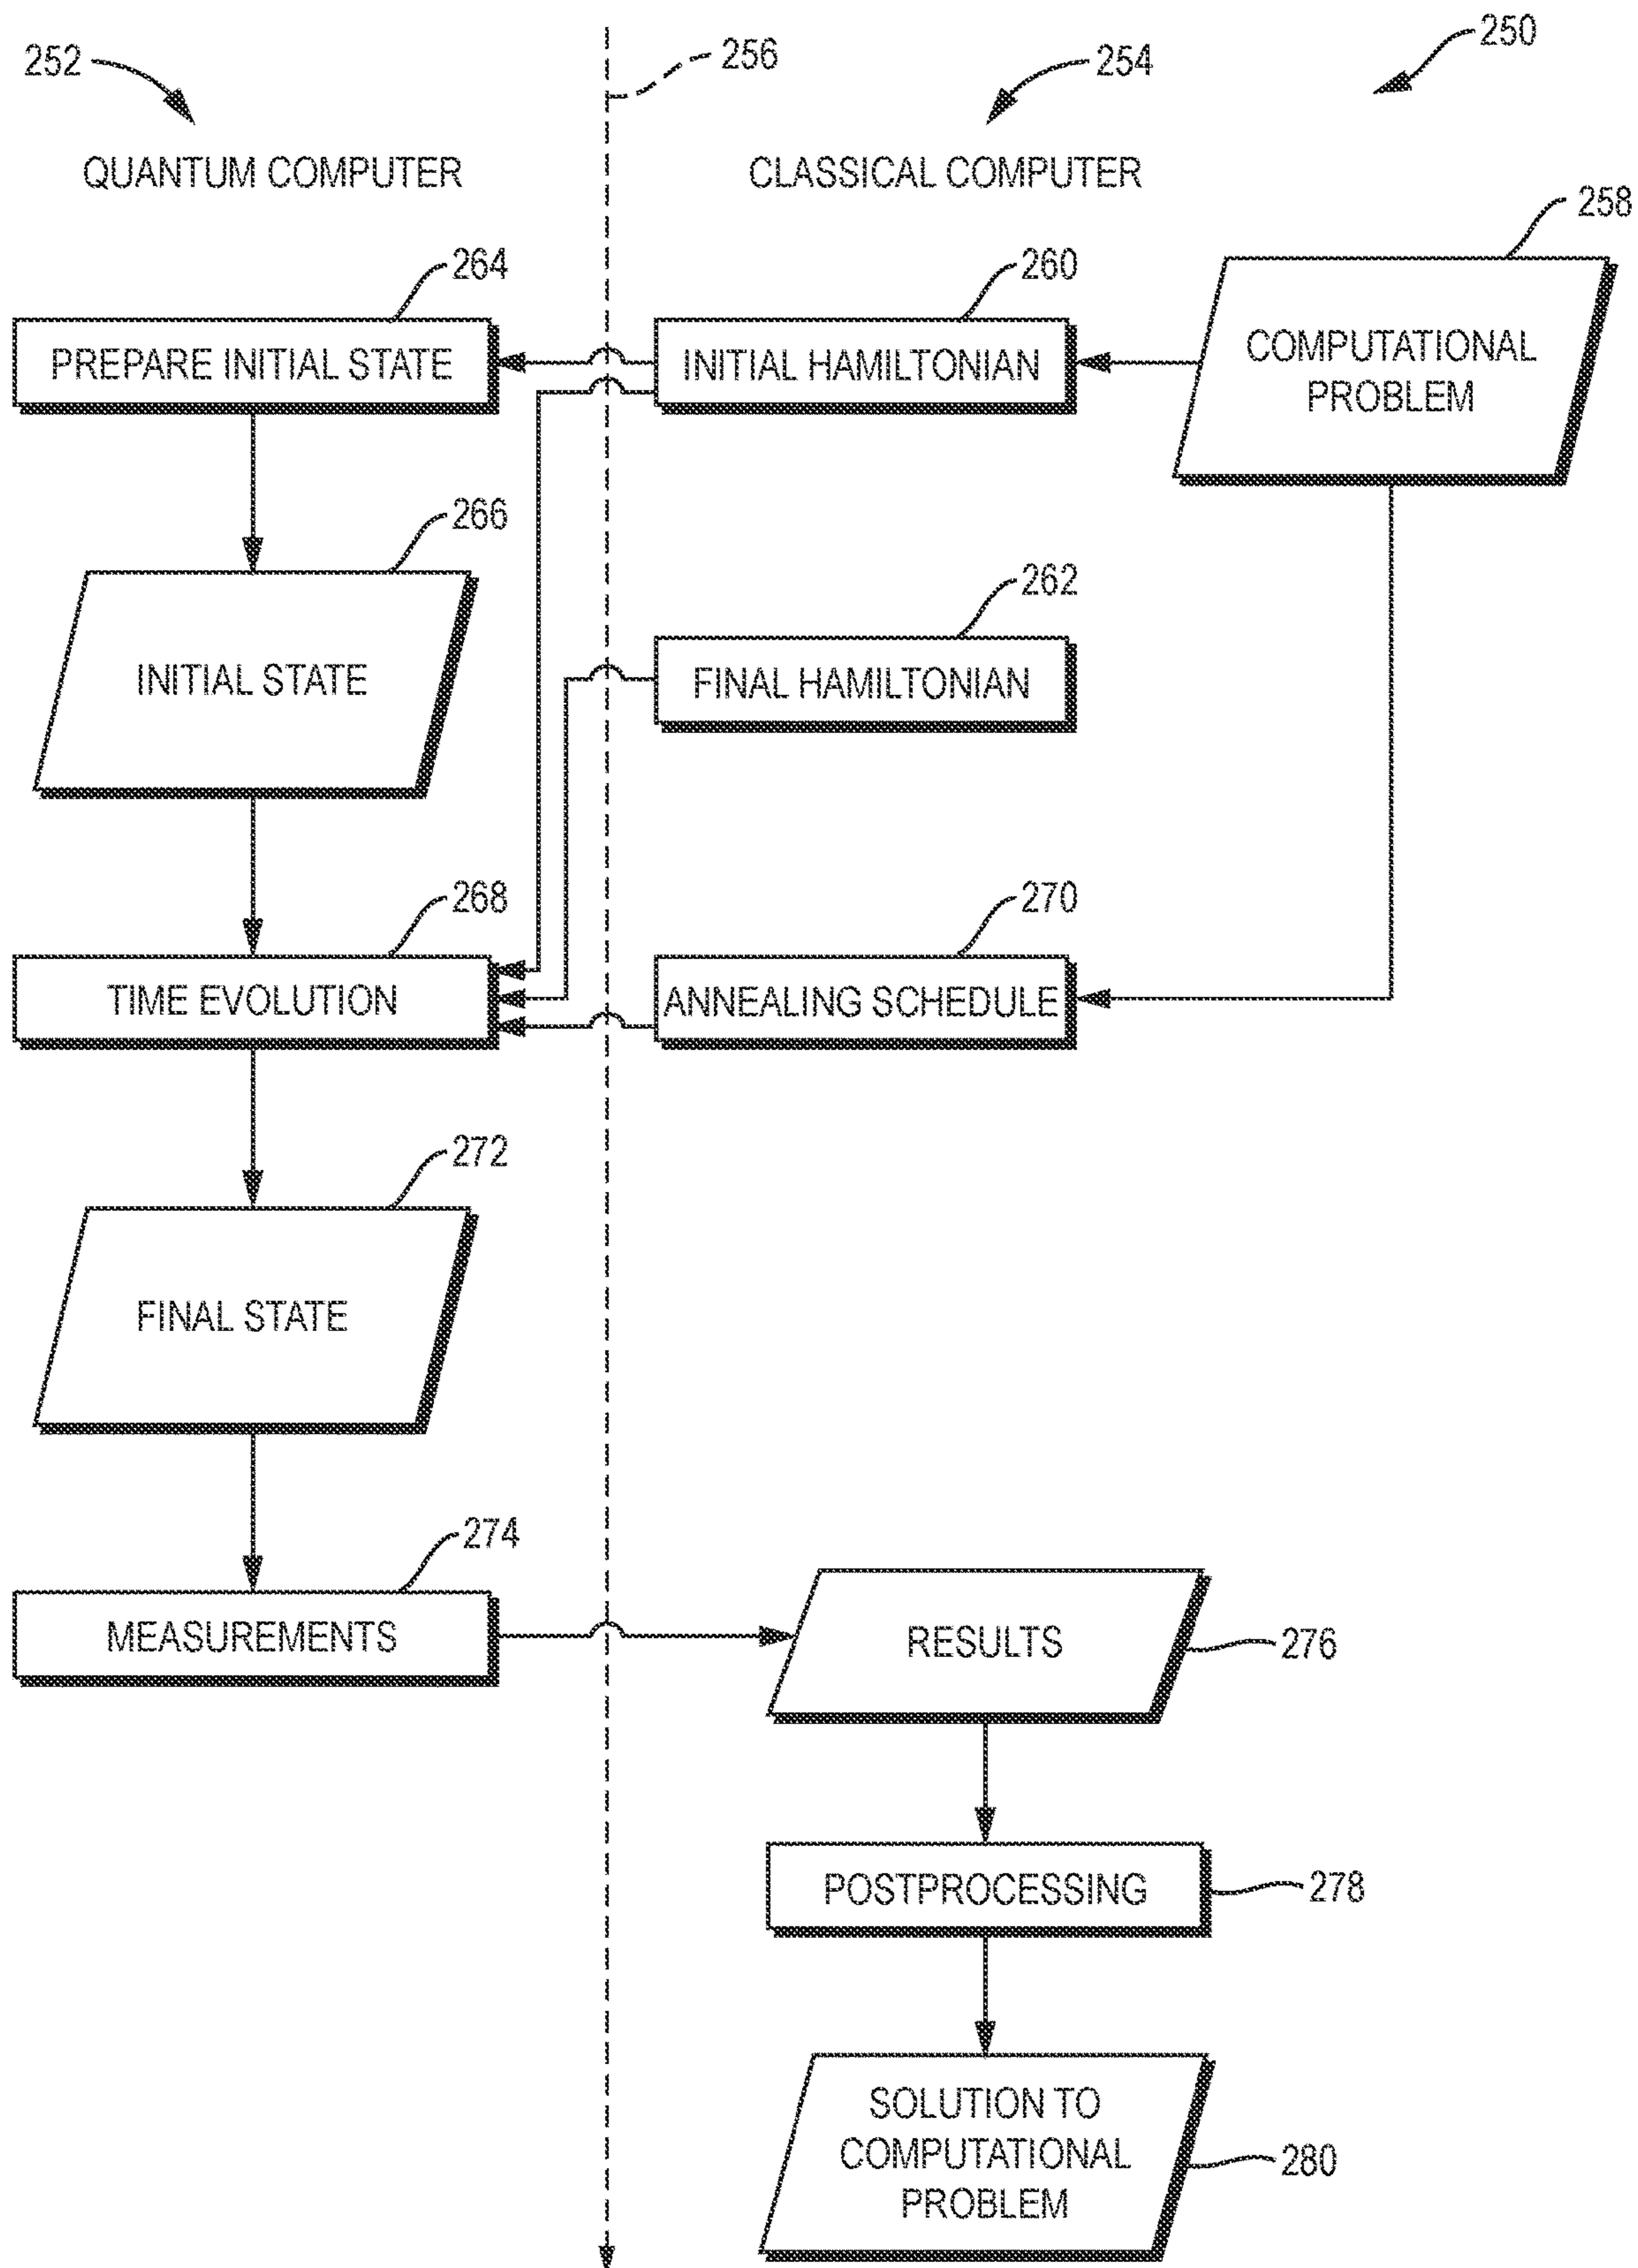 250
252
256
254
QUANTUM COMPUTER
CLASSICAL COMPUTER
258
264
260
PREPARE INITIAL STATE
INITIAL HAMILTONIAN
COMPUTATIONAL
PROBLEM
266
262
INITIAL STATE
FINAL HAMILTONIAN
268
270
TIME EVOLUTION
ANNEALING SCHEDULE
272
FINAL STATE
274
MEASUREMENTS
RESULTS
276
POSTPROCESSING
278
SOLUTION TO
COMPUTATIONAL
PROBLEM
280